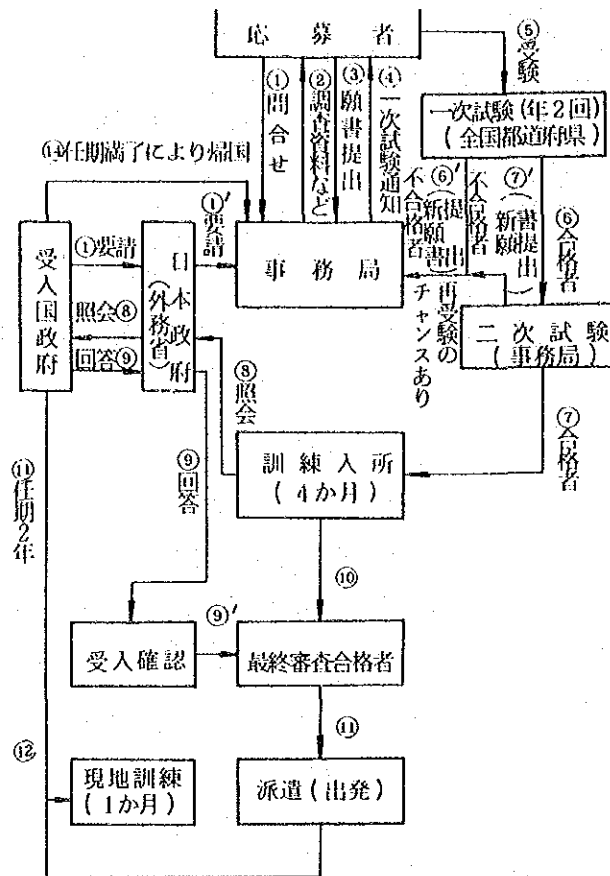 応募者
①問合せ
②調査資料など
③願書提出
④一次試験通知
⑤受験
一次試験(年2回)
(全国都道府県)
任期満了により帰国
①要請
①′要請
受入国政府
日本政府
(外務省)
事務局
照会⑧
回答⑨
⑥′
不合格者
(新願書提出)
不合格者
再受験の
チャンスあり
⑦′
(新願書提出)
⑥合格者
二次試験
(事務局)
⑦合格者
⑧照会
⑨回答
訓練入所
(4か月)
⑪任期2年
⑩
受入確認
⑨′
最終審査合格者
⑪
⑫
現地訓練
(1か月)
派遣(出発)